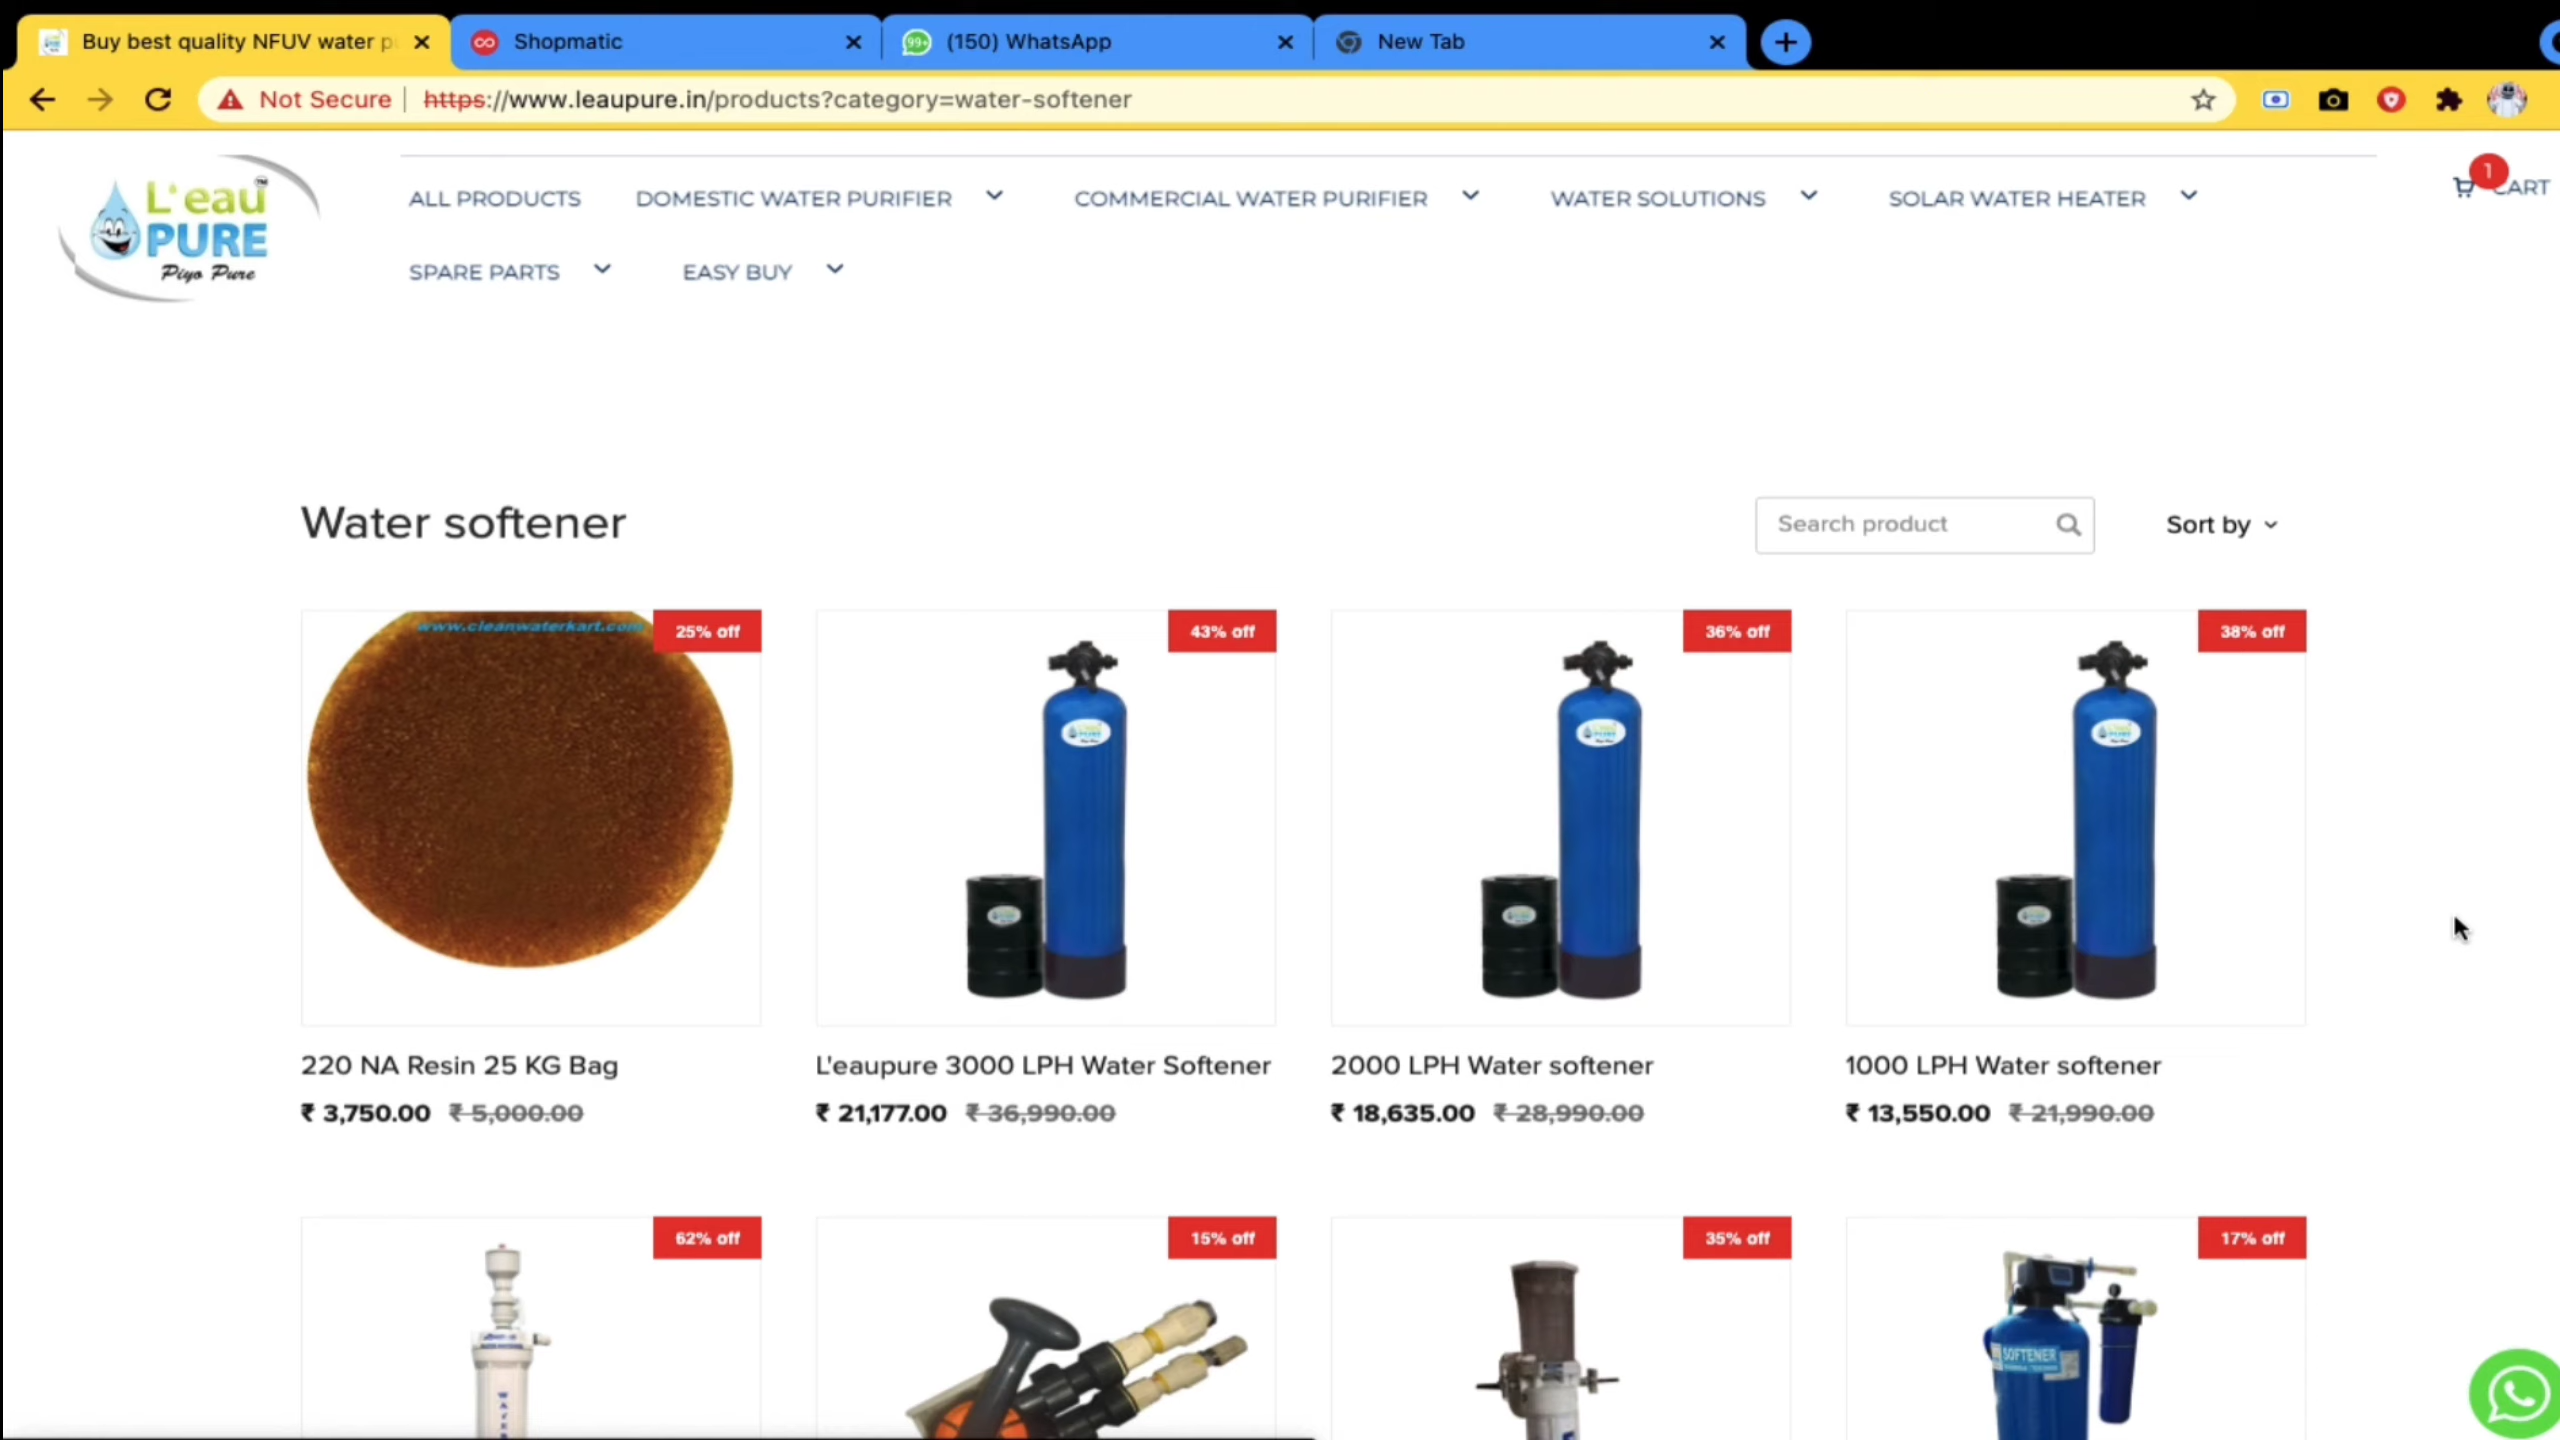 Buy best quality NFUV water p
Shopmatic
99+
(150) WhatsApp
New Tab
Not Secure
https://www.leaupure.in/products?category=water-softener
L'eau
TM
PURE
Piyo Pure
ALL PRODUCTS
DOMESTIC WATER PURIFIER
COMMERCIAL WATER PURIFIER
WATER SOLUTIONS
SOLAR WATER HEATER
1
CART
SPARE PARTS
EASY BUY
Water softener
Search product
Sort by
www.cleanwaterkart.com
25% off
43% off
36% off
38% off
220 NA Resin 25 KG Bag
₹ 3,750.00 ₹ 5,000.00
L'eaupure 3000 LPH Water Softener
₹ 21,177.00 ₹ 36,990.00
2000 LPH Water softener
₹ 18,635.00 ₹ 28,990.00
1000 LPH Water softener
₹ 13,550.00 ₹ 21,990.00
62% off
15% off
35% off
17% off
SOFTENER